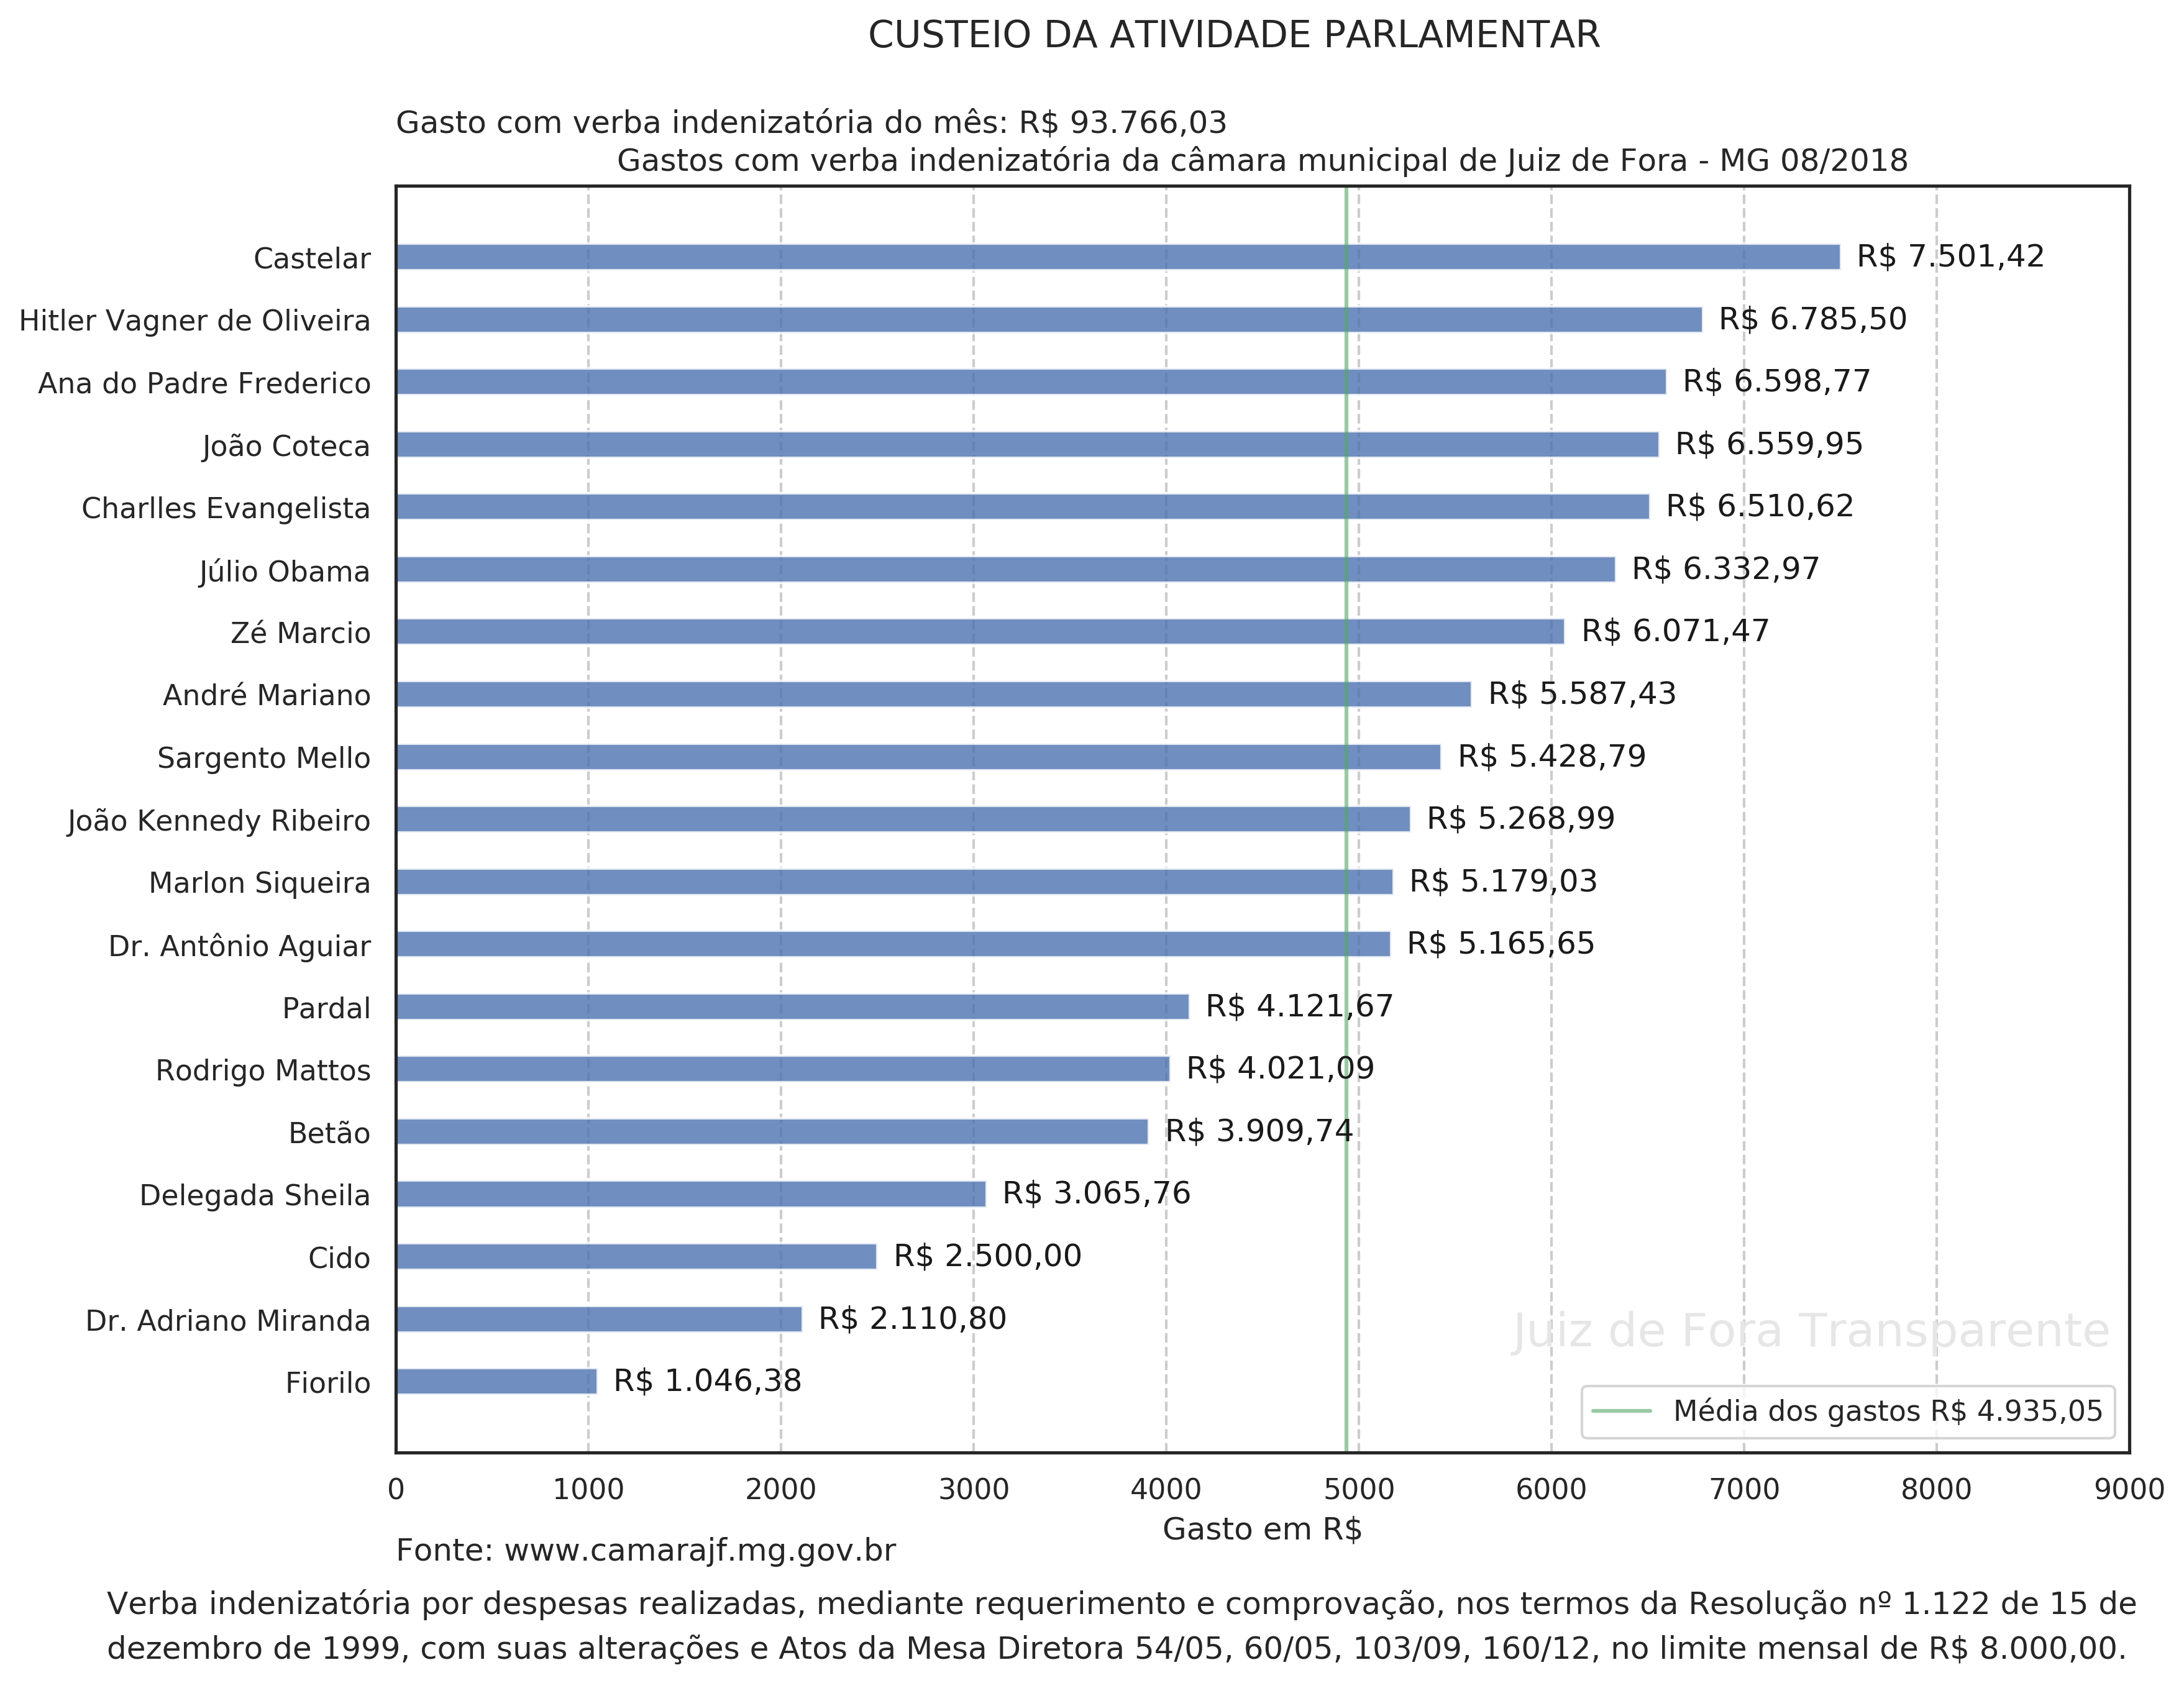 CUSTEIO DA ATIVIDADE PARLAMENTAR
Gasto com verba indenizatória do mês: R$ 93.766,03
Gastos com verba indenizatória da câmara municipal de Juiz de Fora - MG 08/2018
Castelar R$ 7.501,42
Hitler Vagner de Oliveira R$ 6.785,50
Ana do Padre Frederico R$ 6.598,77
João Coteca R$ 6.559,95
Charlles Evangelista R$ 6.510,62
Júlio Obama R$ 6.332,97
Zé Marcio R$ 6.071,47
André Mariano R$ 5.587,43
Sargento Mello R$ 5.428,79
João Kennedy Ribeiro R$ 5.268,99
Marlon Siqueira R$ 5.179,03
Dr. Antônio Aguiar R$ 5.165,65
Pardal R$ 4.121,67
Rodrigo Mattos R$ 4.021,09
Betão R$ 3.909,74
Delegada Sheila R$ 3.065,76
Cido R$ 2.500,00
Dr. Adriano Miranda R$ 2.110,80
Juiz de Fora Transparente
Fiorilo R$ 1.046,38
Média dos gastos R$ 4.935,05
0 1000 2000 3000 4000 5000 6000 7000 8000 9000
Gasto em R$
Fonte: www.camarajf.mg.gov.br
Verba indenizatória por despesas realizadas, mediante requerimento e comprovação, nos termos da Resolução nº 1.122 de 15 de
dezembro de 1999, com suas alterações e Atos da Mesa Diretora 54/05, 60/05, 103/09, 160/12, no limite mensal de R$ 8.000,00.